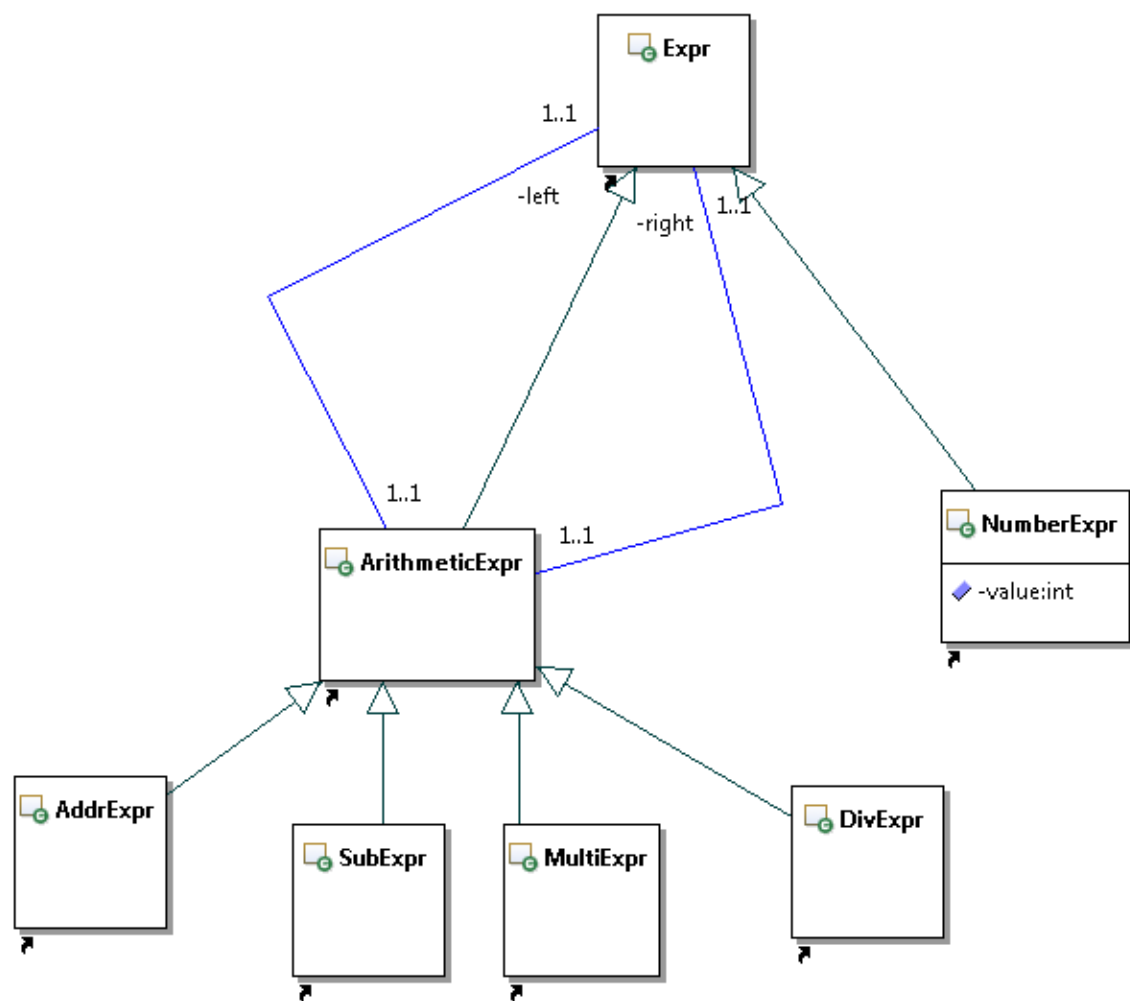 Expr
1..1
-left
-right
1..1
1..1
1..1
ArithmeticExpr
NumberExpr
-value:int
AddrExpr
SubExpr
MultiExpr
DivExpr